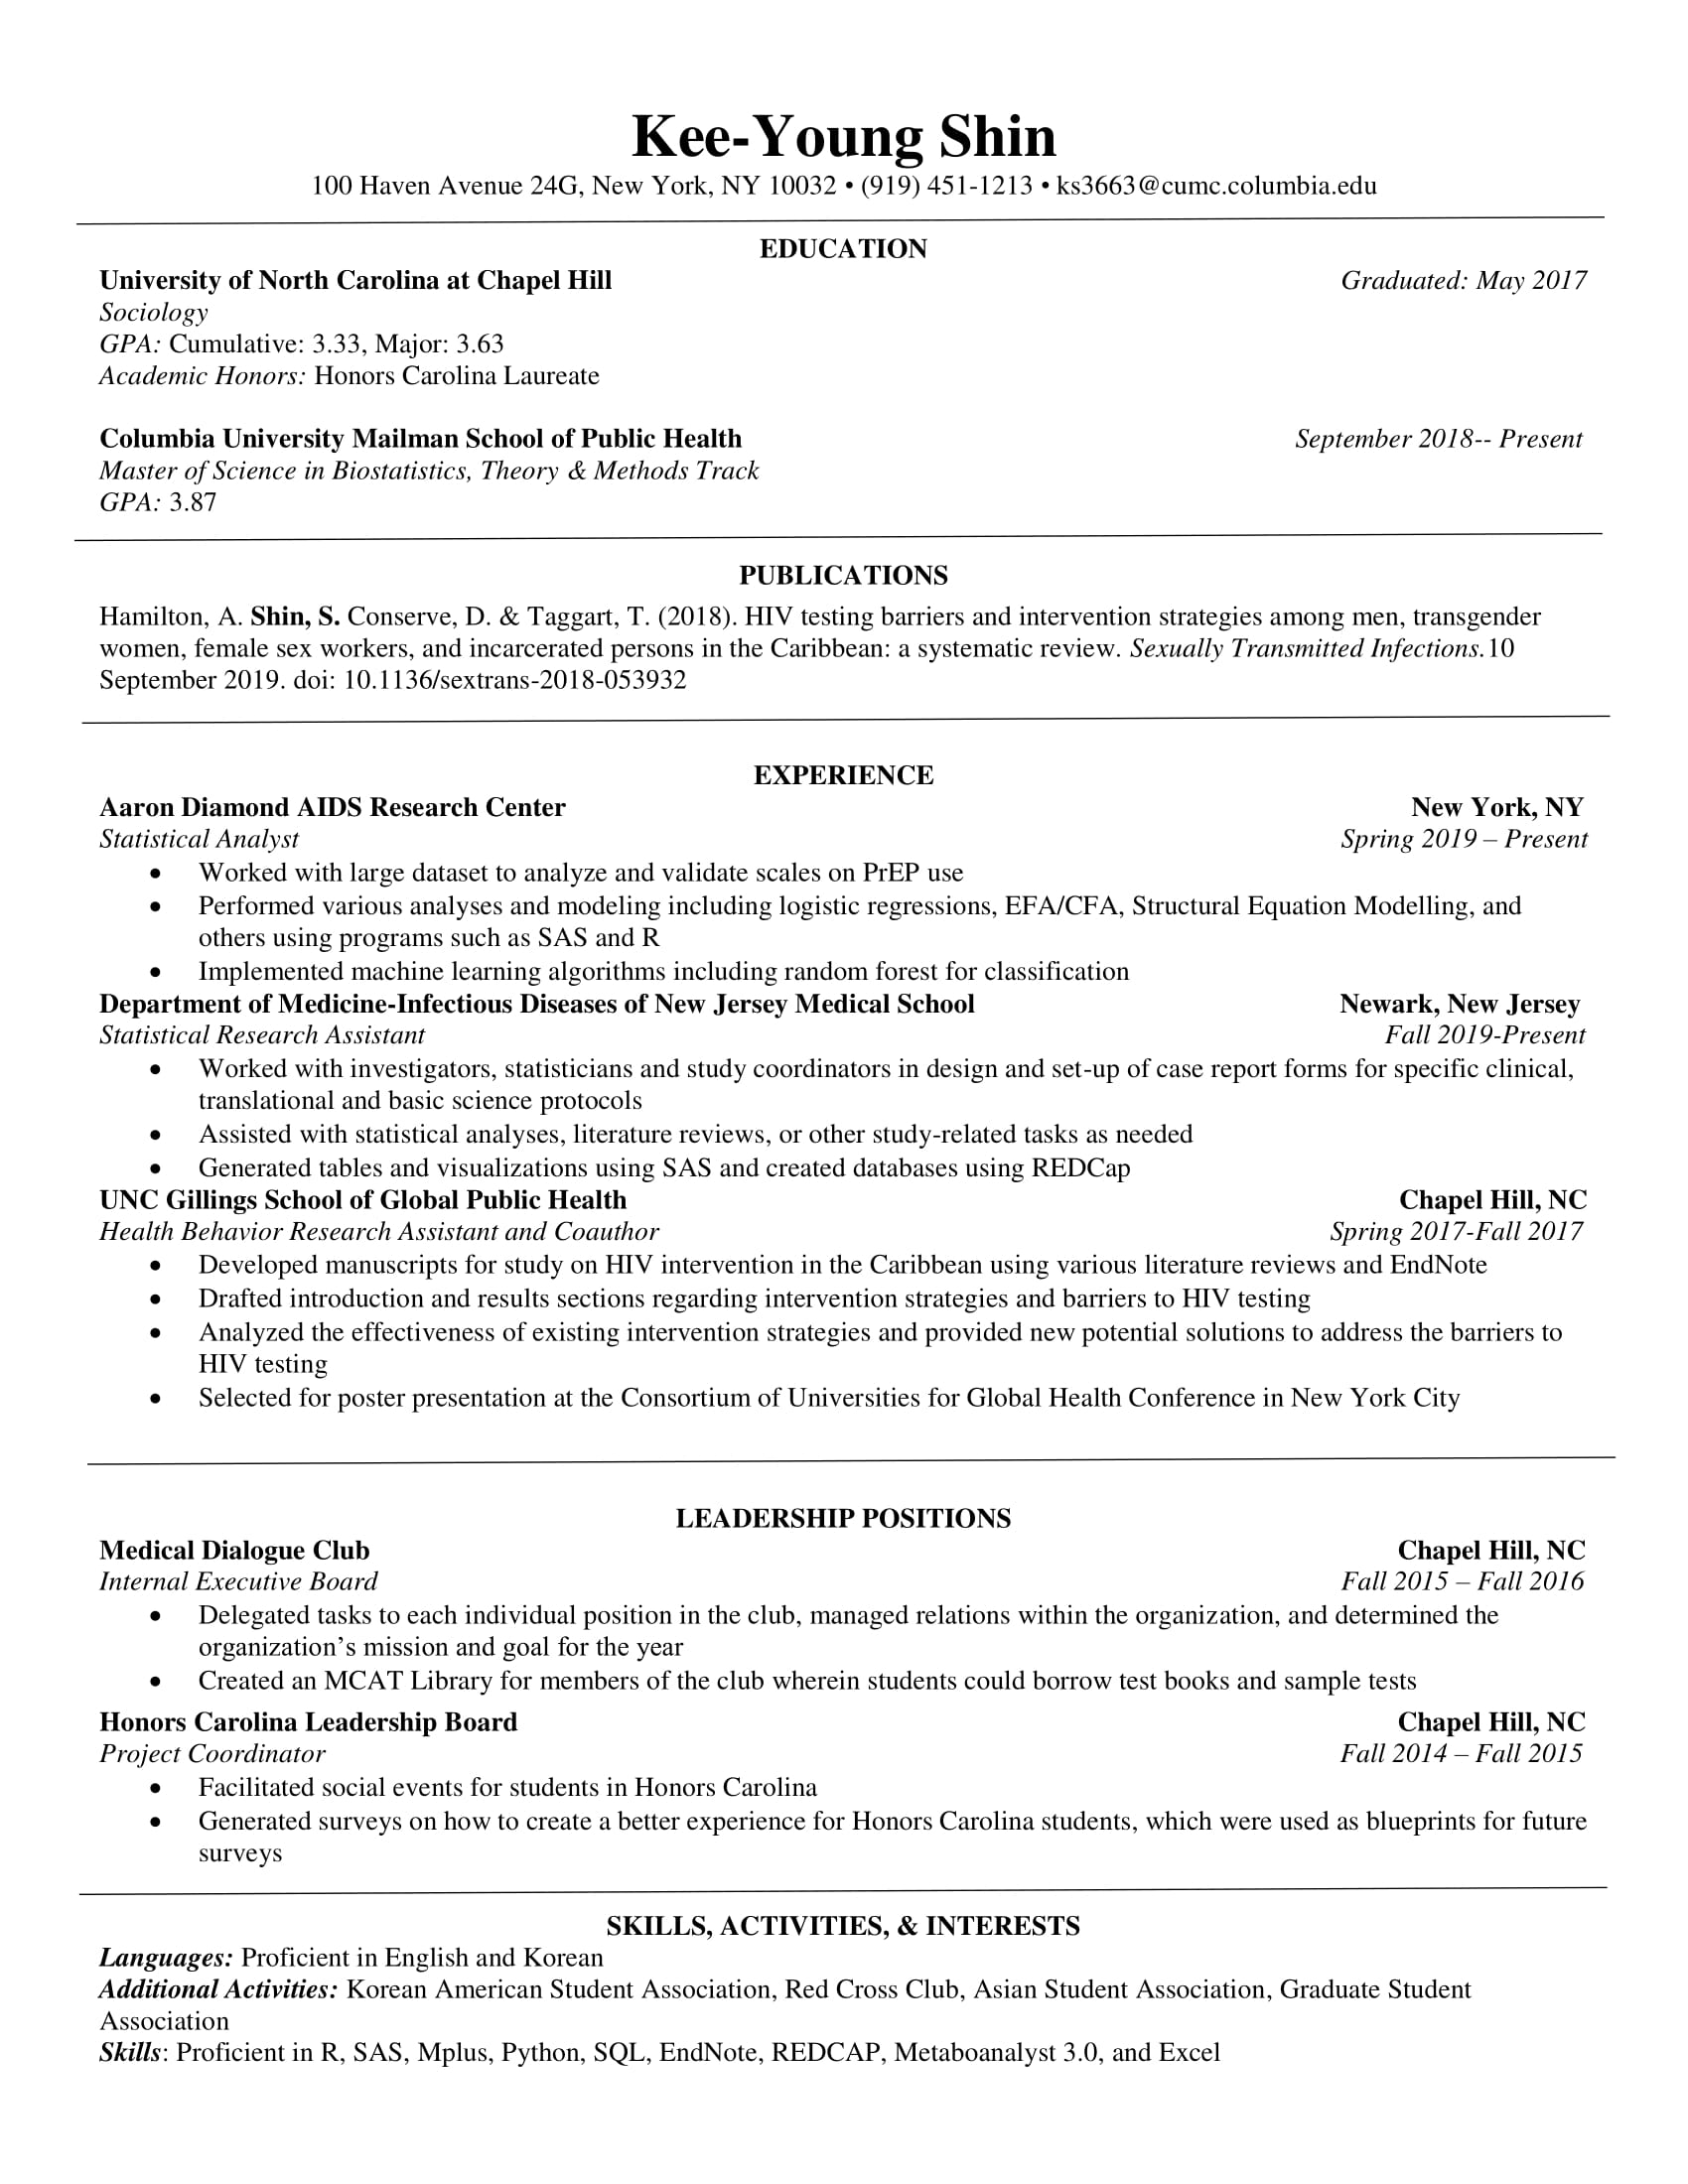 Kee-Young Shin
100 Haven Avenue 24G, New York, NY 10032 • (919) 451-1213 • ks3663@cumc.columbia.edu
EDUCATION
University of North Carolina at Chapel Hill Graduated: May 2017
Sociology
GPA: Cumulative: 3.33, Major: 3.63
Academic Honors: Honors Carolina Laureate
Columbia University Mailman School of Public Health September 2018-- Present
Master of Science in Biostatistics, Theory & Methods Track
GPA: 3.87
PUBLICATIONS
Hamilton, A. Shin, S. Conserve, D. & Taggart, T. (2018). HIV testing barriers and intervention strategies among men, transgender
women, female sex workers, and incarcerated persons in the Caribbean: a systematic review. Sexually Transmitted Infections.10
September 2019. doi: 10.1136/sextrans-2018-053932
EXPERIENCE
Aaron Diamond AIDS Research Center New York, NY
Statistical Analyst Spring 2019 – Present
• Worked with large dataset to analyze and validate scales on PrEP use
• Performed various analyses and modeling including logistic regressions, EFA/CFA, Structural Equation Modelling, and
others using programs such as SAS and R
• Implemented machine learning algorithms including random forest for classification
Department of Medicine-Infectious Diseases of New Jersey Medical School Newark, New Jersey
Statistical Research Assistant Fall 2019-Present
• Worked with investigators, statisticians and study coordinators in design and set-up of case report forms for specific clinical,
translational and basic science protocols
• Assisted with statistical analyses, literature reviews, or other study-related tasks as needed
• Generated tables and visualizations using SAS and created databases using REDCap
UNC Gillings School of Global Public Health Chapel Hill, NC
Health Behavior Research Assistant and Coauthor Spring 2017-Fall 2017
• Developed manuscripts for study on HIV intervention in the Caribbean using various literature reviews and EndNote
• Drafted introduction and results sections regarding intervention strategies and barriers to HIV testing
• Analyzed the effectiveness of existing intervention strategies and provided new potential solutions to address the barriers to
HIV testing
• Selected for poster presentation at the Consortium of Universities for Global Health Conference in New York City
LEADERSHIP POSITIONS
Medical Dialogue Club Chapel Hill, NC
Internal Executive Board Fall 2015 – Fall 2016
• Delegated tasks to each individual position in the club, managed relations within the organization, and determined the
organization’s mission and goal for the year
• Created an MCAT Library for members of the club wherein students could borrow test books and sample tests
Honors Carolina Leadership Board Chapel Hill, NC
Project Coordinator Fall 2014 – Fall 2015
• Facilitated social events for students in Honors Carolina
• Generated surveys on how to create a better experience for Honors Carolina students, which were used as blueprints for future
surveys
SKILLS, ACTIVITIES, & INTERESTS
Languages: Proficient in English and Korean
Additional Activities: Korean American Student Association, Red Cross Club, Asian Student Association, Graduate Student
Association
Skills: Proficient in R, SAS, Mplus, Python, SQL, EndNote, REDCAP, Metaboanalyst 3.0, and Excel